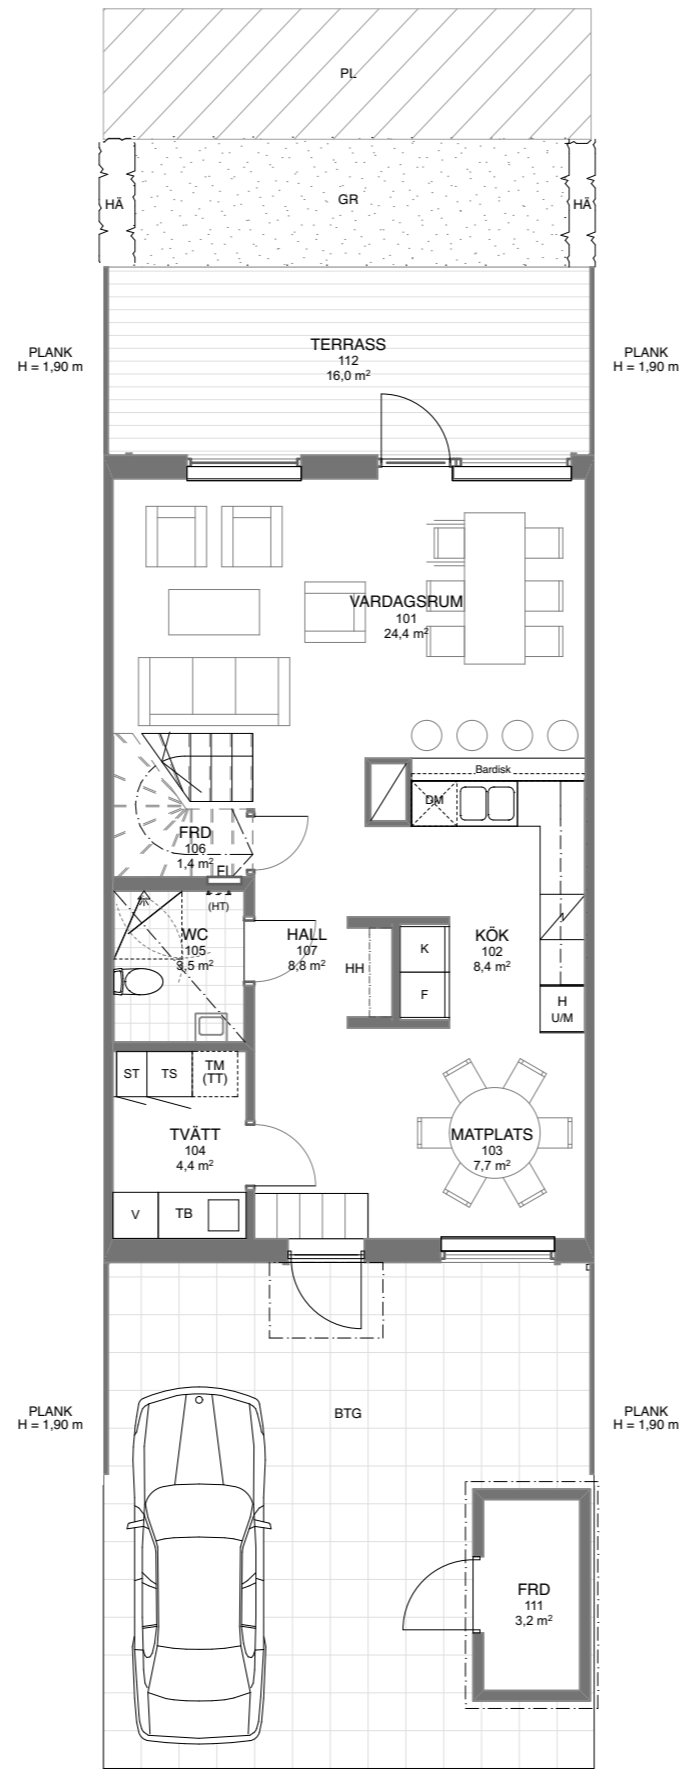 PL
HÄ
GR
HÄ
TERRASS
112
16,0 m²
PLANK
H = 1,90 m
PLANK
H = 1,90 m
VARDAGSRUM
101
24,4 m²
Bardisk
DM
FRD
106
1,4 m²
EL
(HT)
WC
105
3,5 m²
HALL
107
8,8 m²
HH
K
F
KÖK
102
8,4 m²
H
U/M
ST
TS
TM
(TT)
TVÄTT
104
4,4 m²
V
TB
MATPLATS
103
7,7 m²
PLANK
H = 1,90 m
BTG
PLANK
H = 1,90 m
FRD
111
3,2 m²